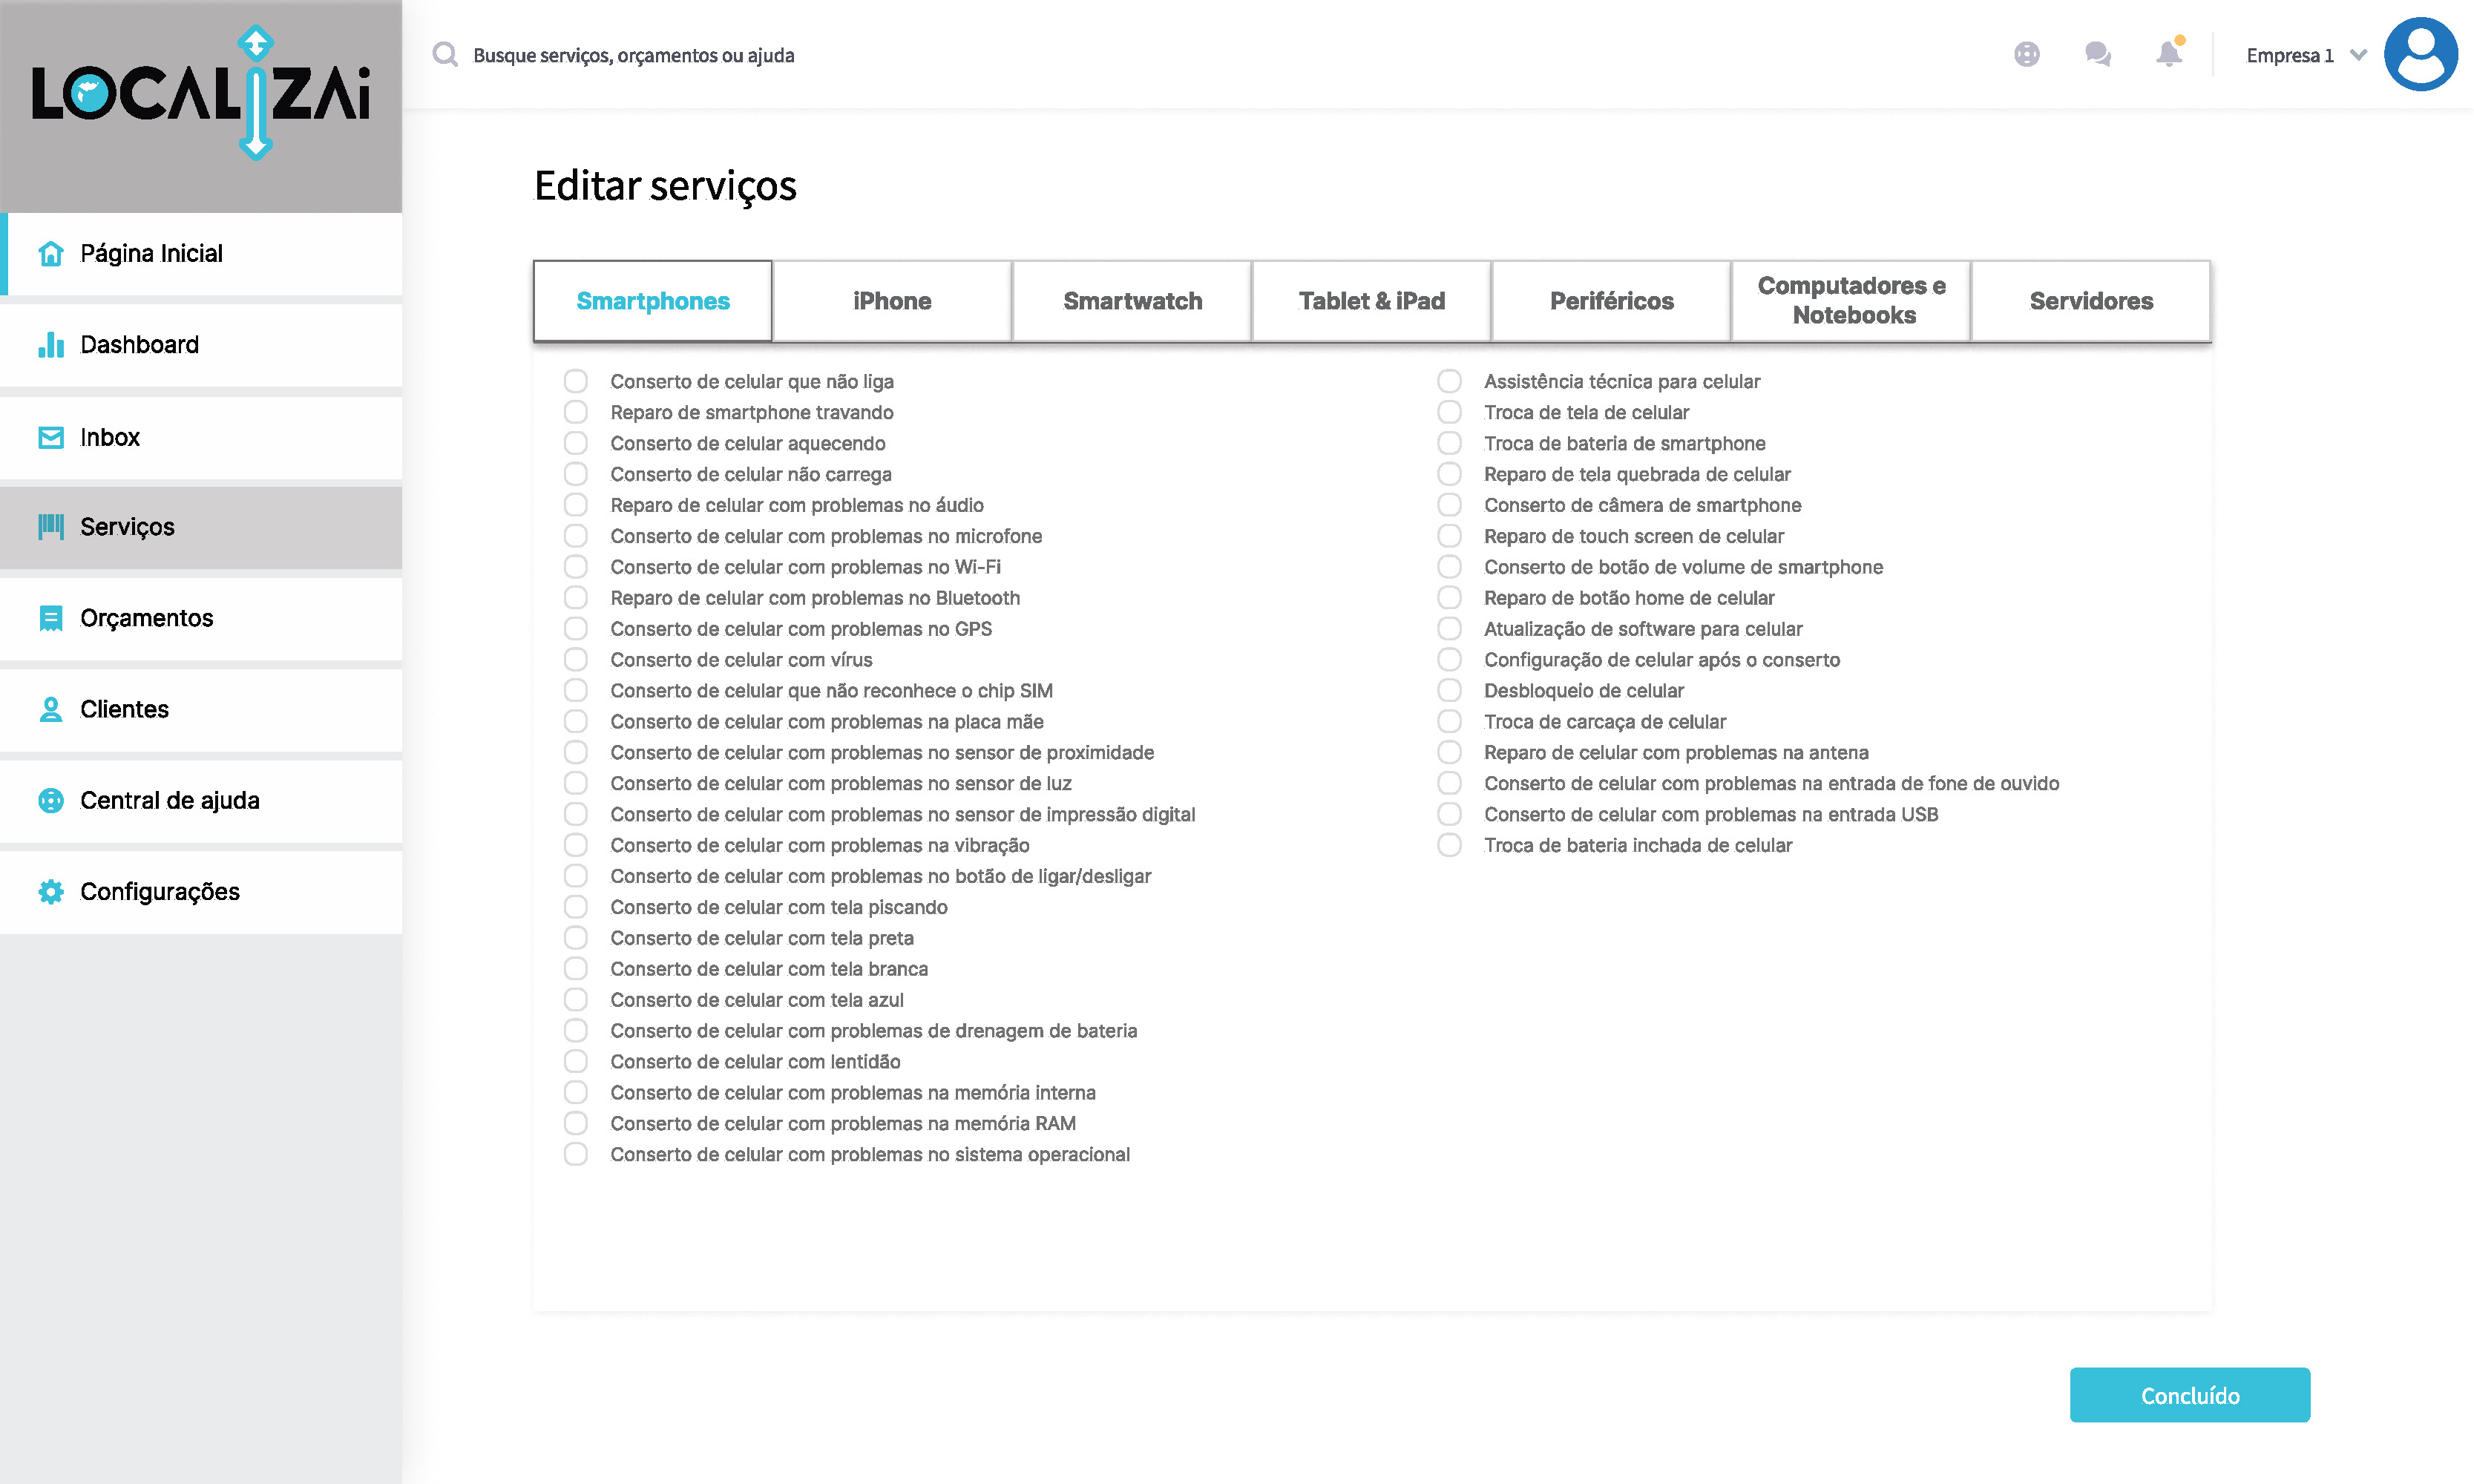 LOCALiZAi
Busque serviços, orçamentos ou ajuda
Empresa 1
Página Inicial
Dashboard
Inbox
Serviços
Orçamentos
Clientes
Central de ajuda
Configurações
Editar serviços
Smartphones
iPhone
Smartwatch
Tablet & iPad
Periféricos
Computadores e
Notebooks
Servidores
Conserto de celular que não liga
Reparo de smartphone travando
Conserto de celular aquecendo
Conserto de celular não carrega
Reparo de celular com problemas no áudio
Conserto de celular com problemas no microfone
Conserto de celular com problemas no Wi-Fi
Reparo de celular com problemas no Bluetooth
Conserto de celular com problemas no GPS
Conserto de celular com vírus
Conserto de celular que não reconhece o chip SIM
Conserto de celular com problemas na placa mãe
Conserto de celular com problemas no sensor de proximidade
Conserto de celular com problemas no sensor de luz
Conserto de celular com problemas no sensor de impressão digital
Conserto de celular com problemas na vibração
Conserto de celular com problemas no botão de ligar/desligar
Conserto de celular com tela piscando
Conserto de celular com tela preta
Conserto de celular com tela branca
Conserto de celular com tela azul
Conserto de celular com problemas de drenagem de bateria
Conserto de celular com lentidão
Conserto de celular com problemas na memória interna
Conserto de celular com problemas na memória RAM
Conserto de celular com problemas no sistema operacional
Assistência técnica para celular
Troca de tela de celular
Troca de bateria de smartphone
Reparo de tela quebrada de celular
Conserto de câmera de smartphone
Reparo de touch screen de celular
Conserto de botão de volume de smartphone
Reparo de botão home de celular
Atualização de software para celular
Configuração de celular após o conserto
Desbloqueio de celular
Troca de carcaça de celular
Reparo de celular com problemas na antena
Conserto de celular com problemas na entrada de fone de ouvido
Conserto de celular com problemas na entrada USB
Troca de bateria inchada de celular
Concluído